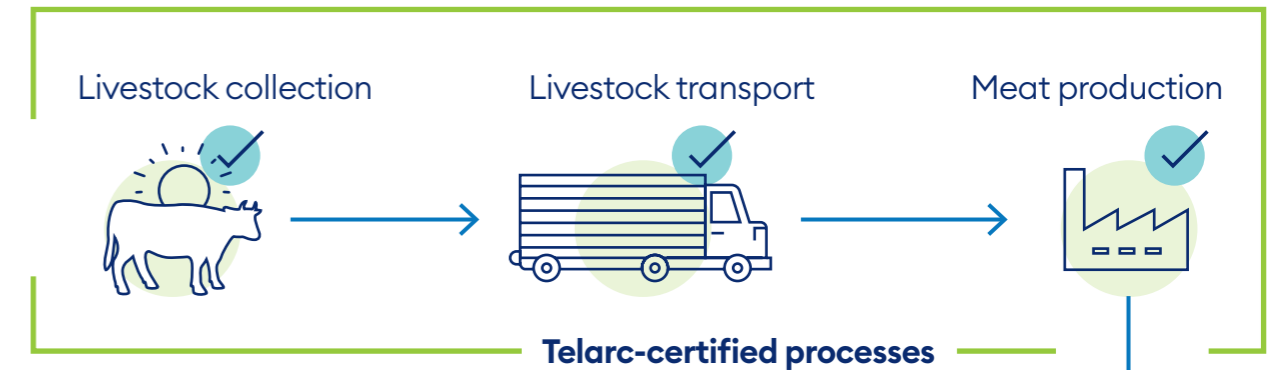 Livestock collection
Livestock transport
Meat production
Telarc-certified processes